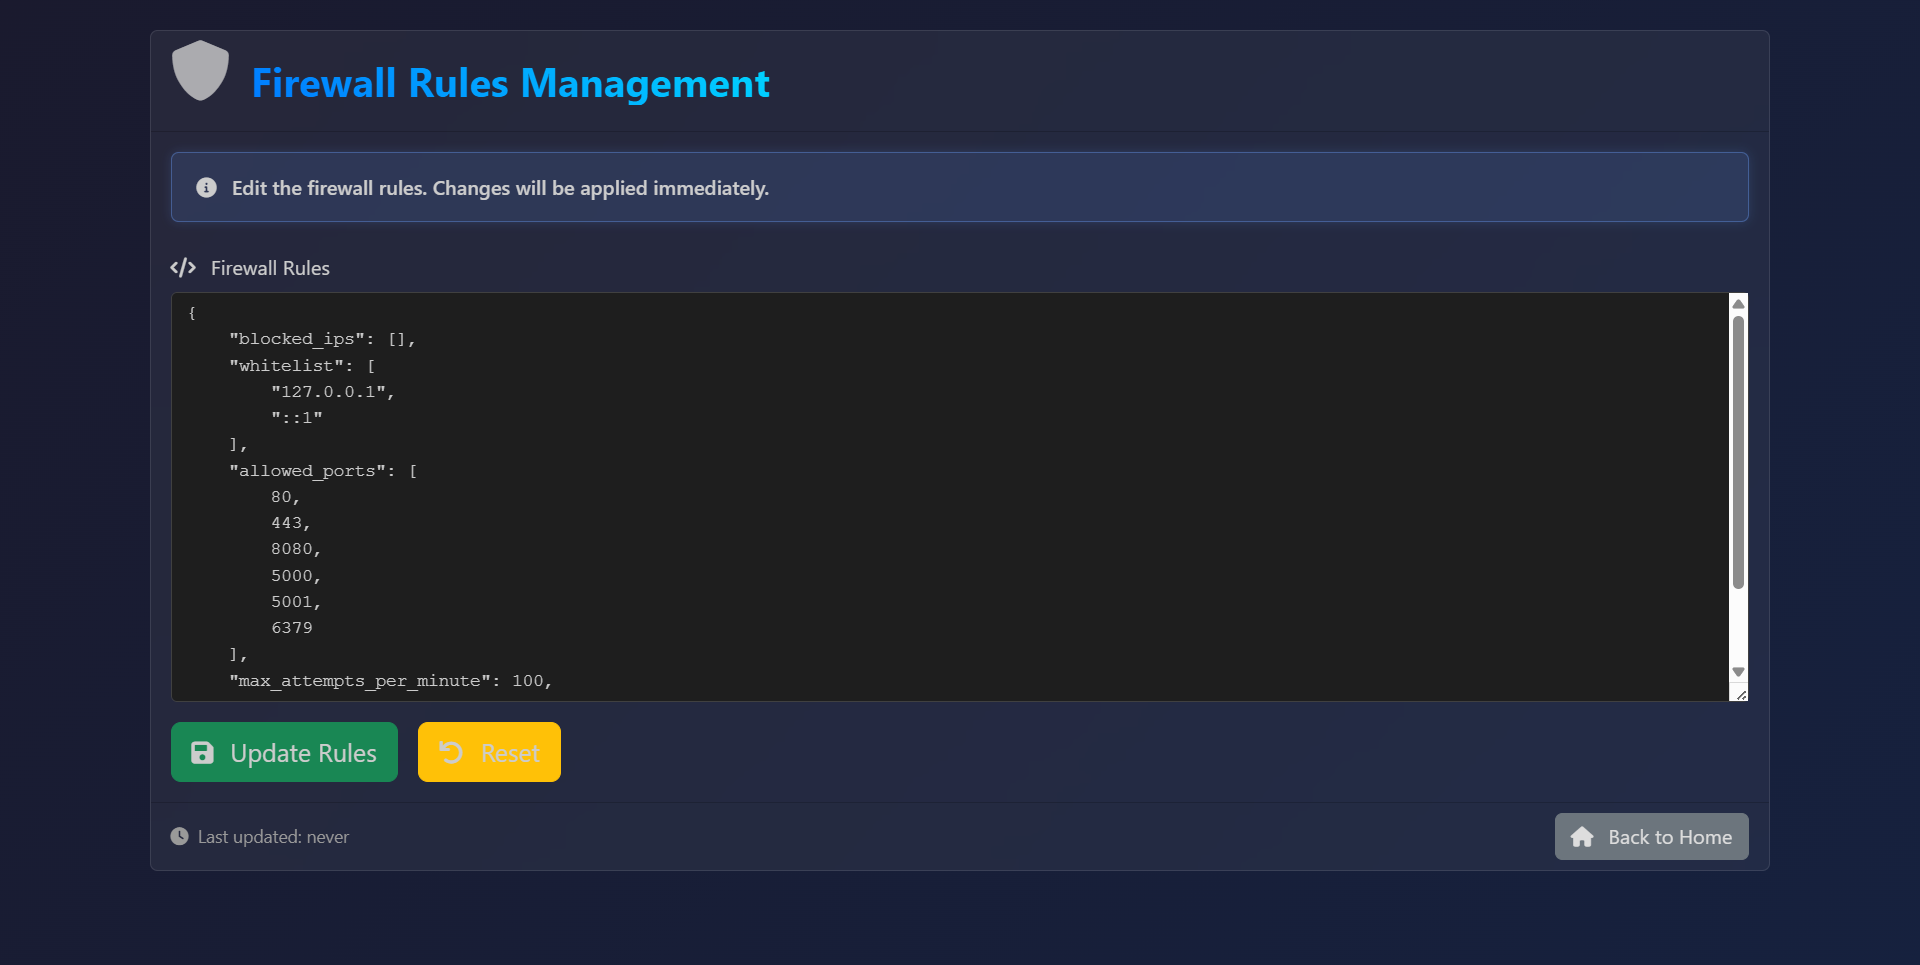 Firewall Rules Management
Edit the firewall rules. Changes will be applied immediately.
Firewall Rules
{
    "blocked_ips": [],
    "whitelist": [
        "127.0.0.1",
        "::1"
    ],
    "allowed_ports": [
        80,
        443,
        8080,
        5000,
        5001,
        6379
    ],
    "max_attempts_per_minute": 100,
Update Rules
Reset
Last updated: never
Back to Home